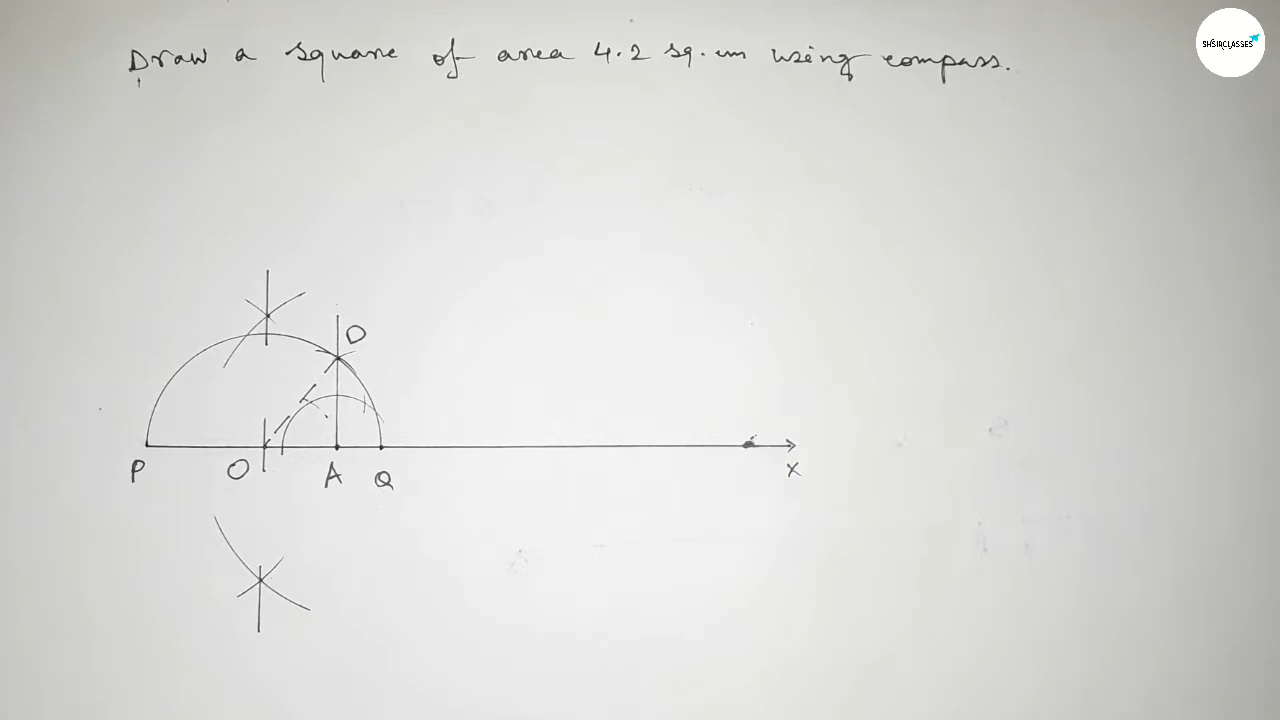 Draw a square of area 4.2 sq.cm using compass.
SHSIRCLASSES
D
P O A Q X